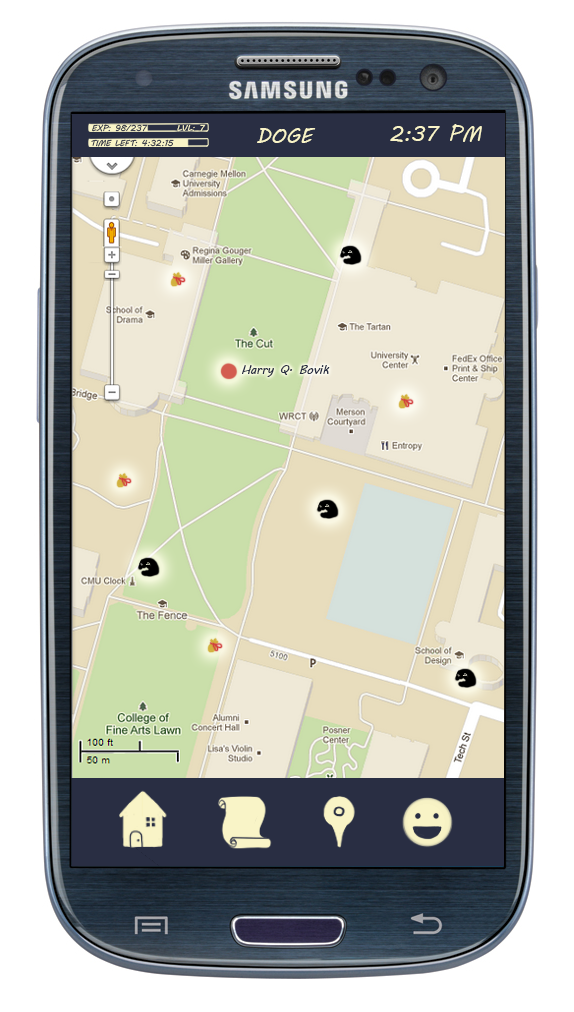 SAMSUNG
EXP: 98/237 LVL: 7
TIME LEFT: 4:32:15
DOGE
2:37 PM
Carnegie Mellon
University
Admissions
Regina Gouger
Miller Gallery
School of
Drama
The Cut
The Tartan
University
Center
FedEx Office
Print & Ship
Center
Harry Q. Bovik
Bridge
WRCT
Merson
Courtyard
Entropy
CMU Clock
The Fence
5100
P
School of
Design
College of
Fine Arts Lawn
Alumni
Concert Hall
Posner
Center
Lisa's Violin
Studio
Tech St
100 ft
50 m